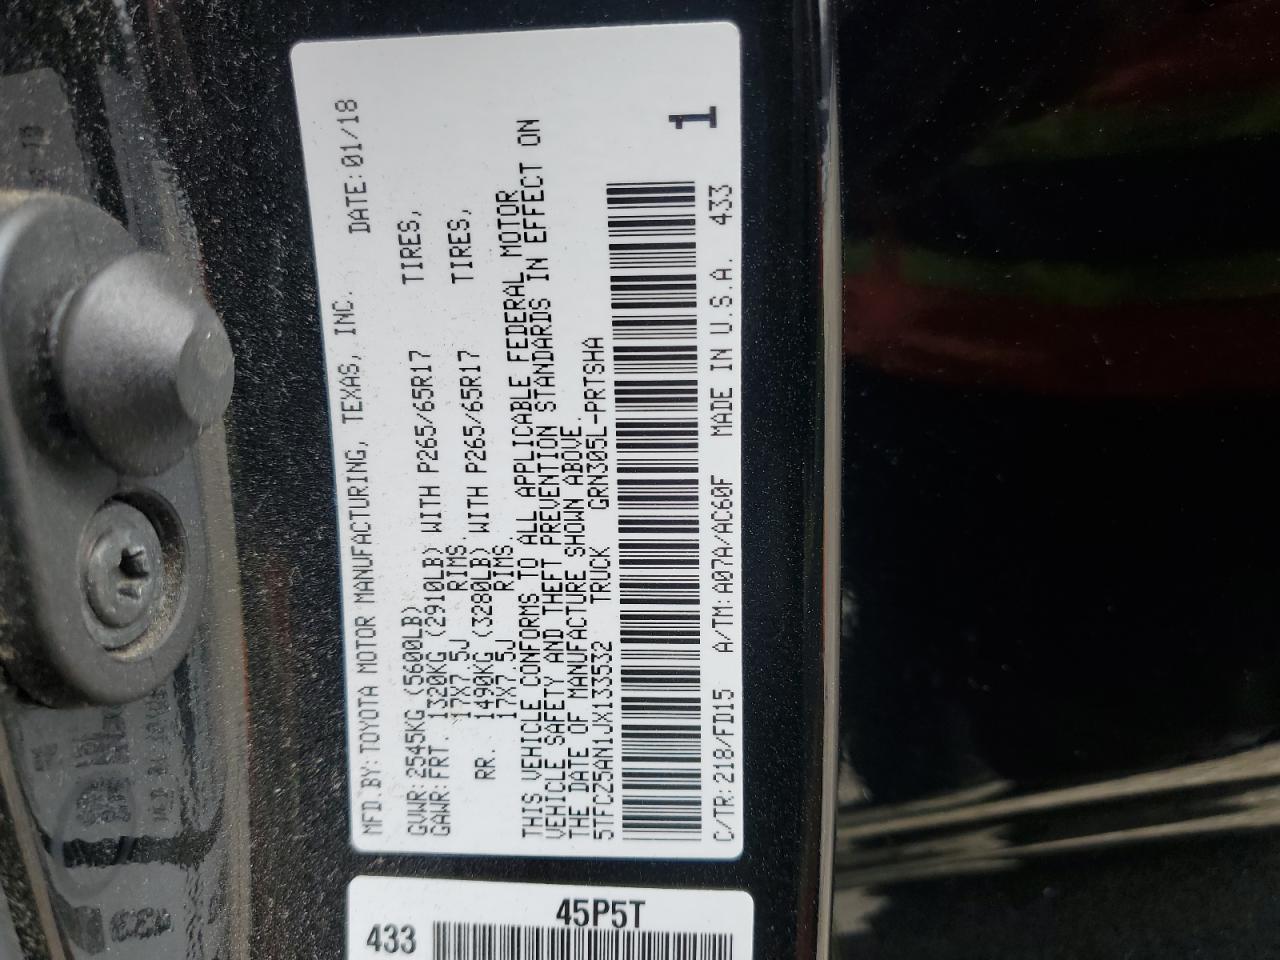 MFD.BY:TOYOTA MOTOR MANUFACTURING, TEXAS, INC. DATE:01/18
GVWR:2545KG (5600LB)
GAWR:FRT. 1320KG (2910LB) WITH P265/65R17 TIRES,
17X7.5J RIMS.
RR. 1490KG (3280LB) WITH P265/65R17 TIRES,
17X7.5J RIMS.
THIS VEHICLE CONFORMS TO ALL APPLICABLE FEDERAL MOTOR
VEHICLE SAFETY AND THEFT PREVENTION STANDARDS IN EFFECT ON
THE DATE OF MANUFACTURE SHOWN ABOVE.
5TFCZ5AN1JX133532 TRUCK GRN305L-PRTSHA
1
C/TR:218/FD15 A/TM:A07A/AC60F MADE IN U.S.A. 433
433
45P5T